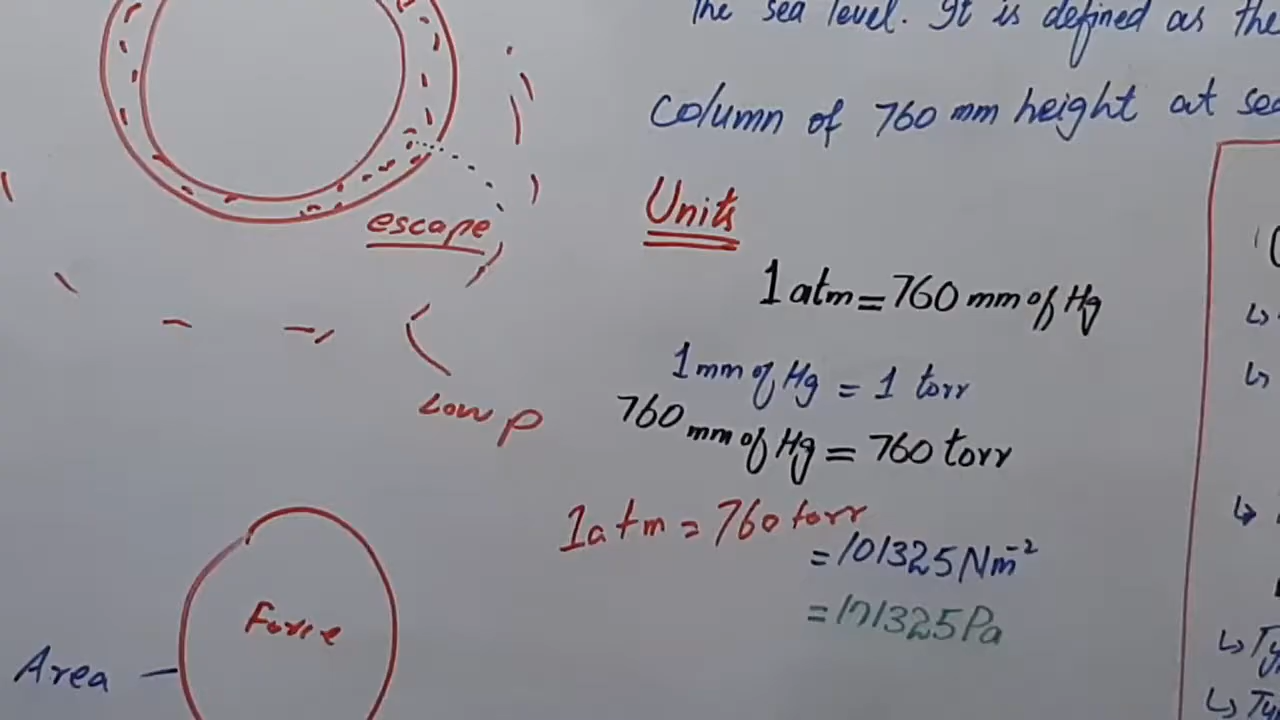 the sea level. It is defined as the
column of 760 mm height at sea
Units
1 atm = 760 mm of Hg
1 mm of Hg = 1 torr
760 mm of Hg = 760 torr
1 atm = 760 torr
= 101325 Nm⁻²
= 101325 Pa
escape
Low p
Force
Area